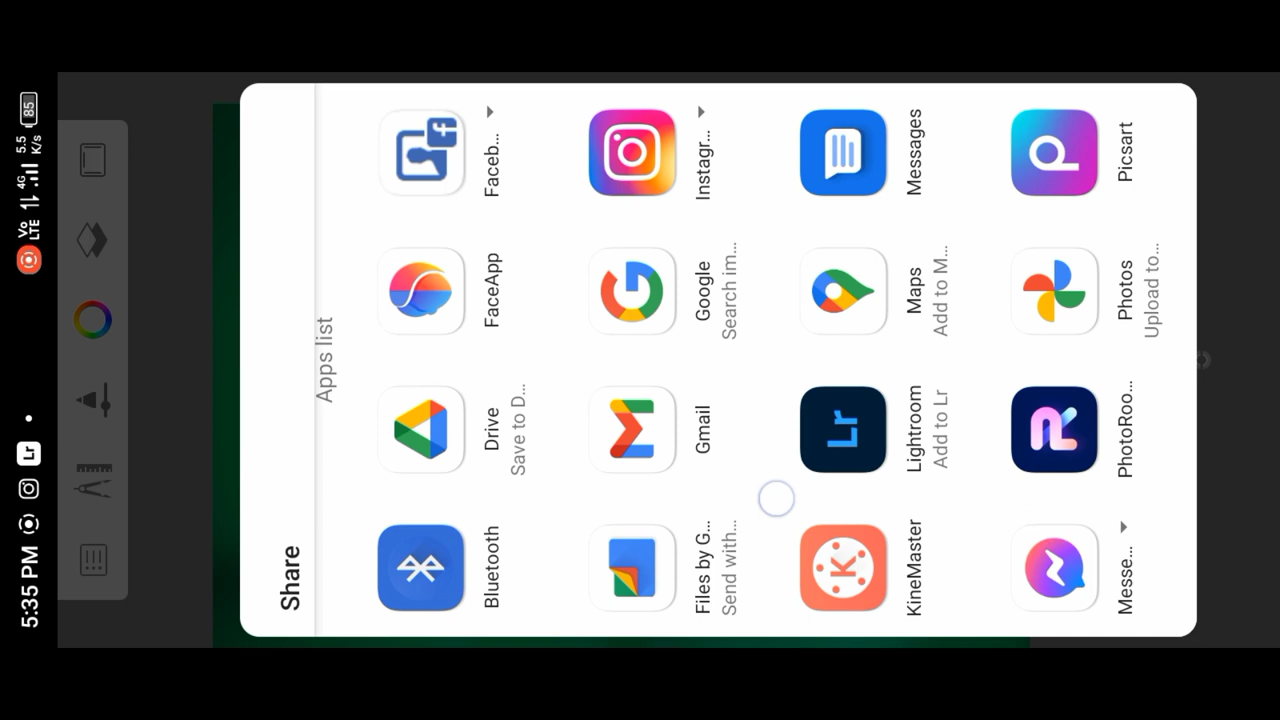 5:35 PM
Lr
Vo
LTE
4G
5.5
K/s
85
Share
Apps list
Bluetooth
Drive
Save to D...
FaceApp
Faceb...
Files by G...
Send with...
Gmail
Google
Search im...
Instagr...
KineMaster
Lr
Lightroom
Add to Lr
Maps
Add to M...
Messages
Messe...
PhotoRoo...
Photos
Upload to...
Picsart